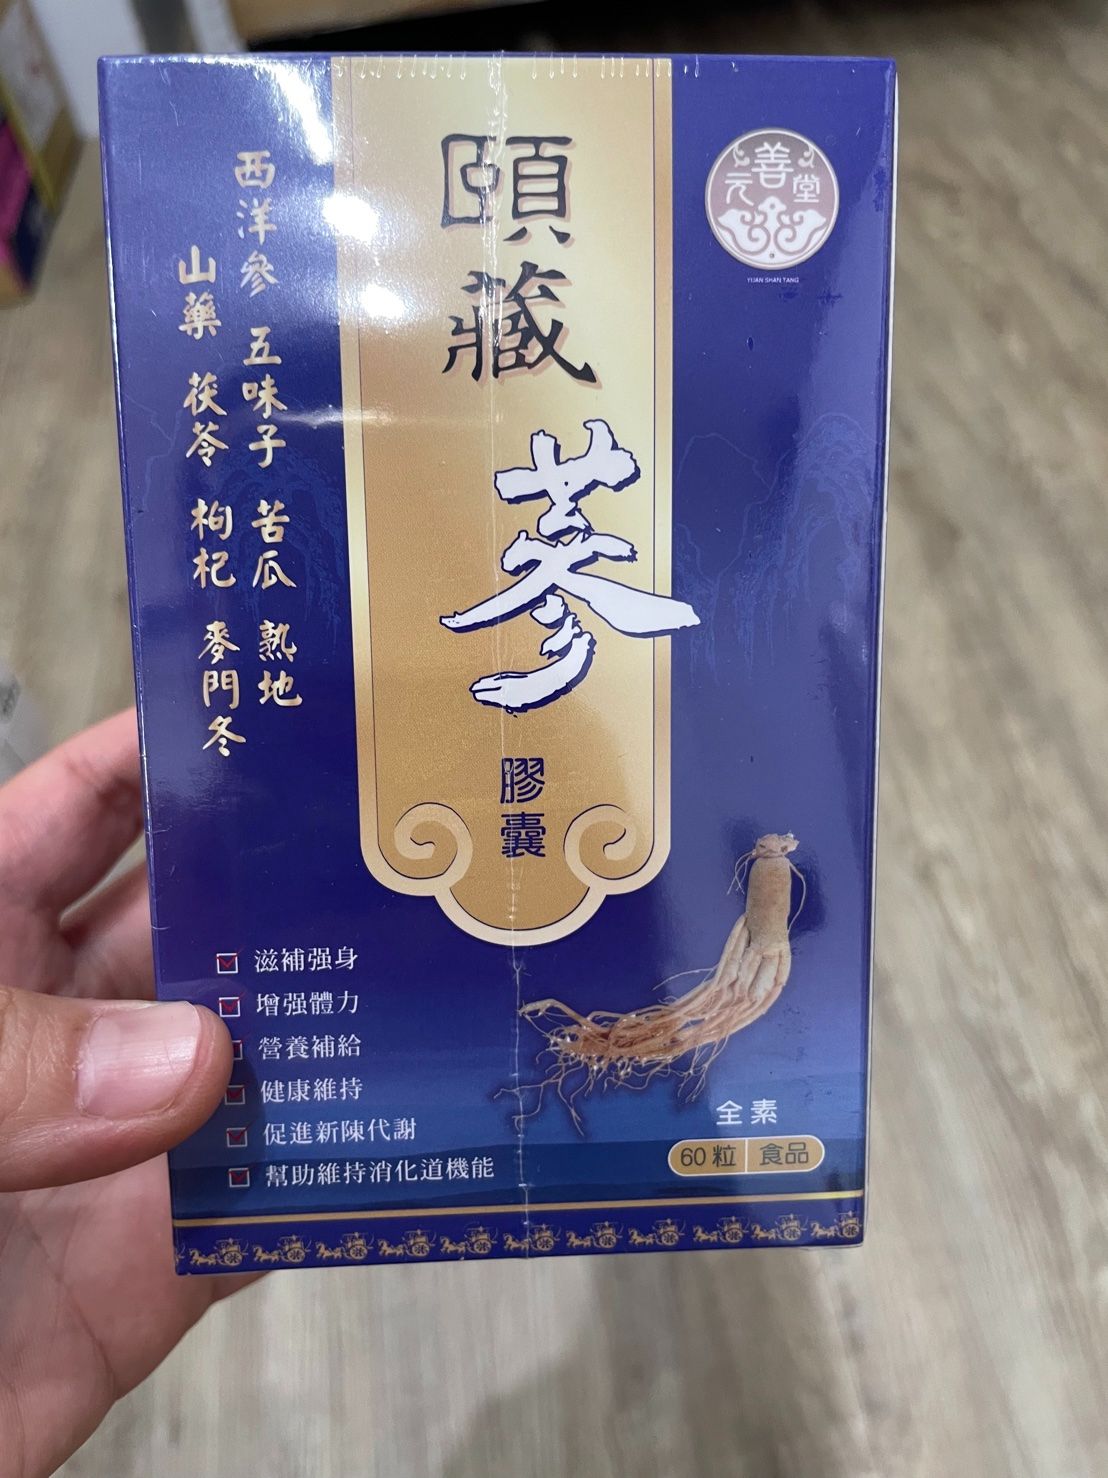 頤藏
蔘
膠囊
元善堂
YUAN SHAN TANG
西洋參 五味子 苦瓜 熟地
山藥 茯苓 枸杞 麥門冬
滋補强身
增强體力
營養補給
健康維持
促進新陳代謝
幫助維持消化道機能
全素
60粒 食品